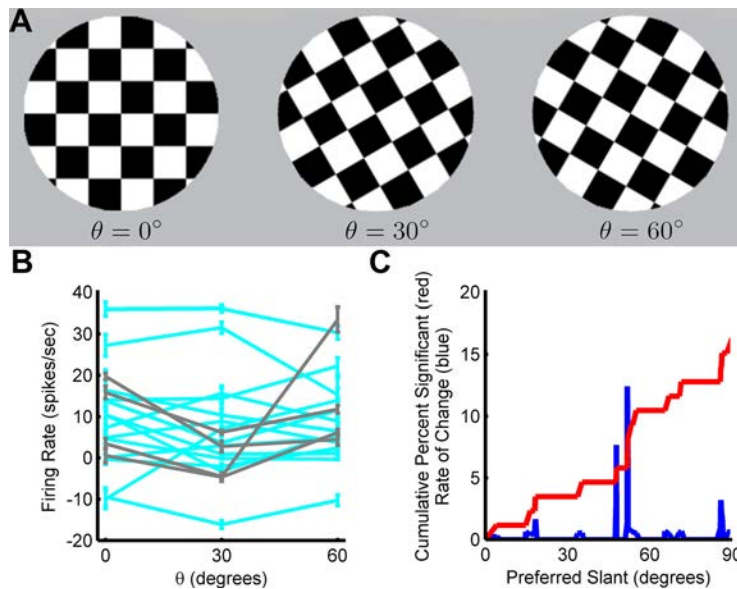 A
θ = 0°
θ = 30°
θ = 60°
B
Firing Rate (spikes/sec)
40
30
20
10
0
-10
-20
0
30
60
θ (degrees)
C
Cumulative Percent Significant (red)
Rate of Change (blue)
20
15
10
5
0
0
30
60
90
Preferred Slant (degrees)